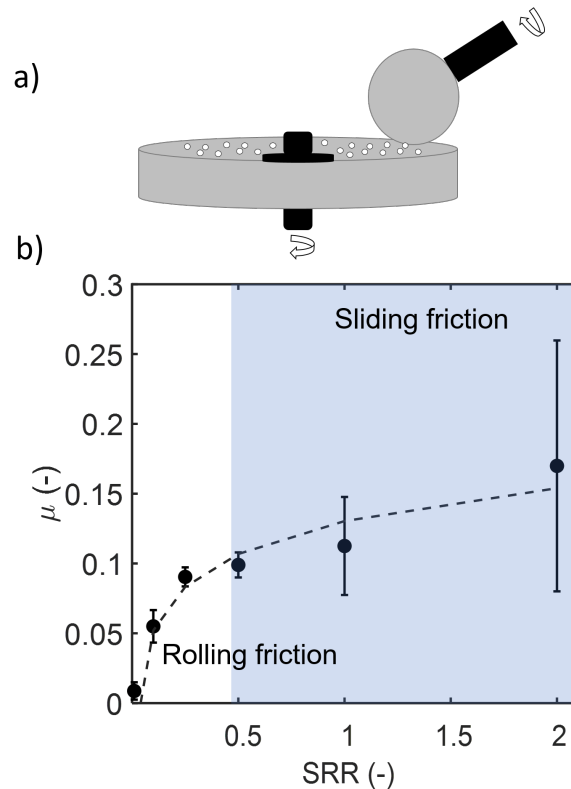 a)
b)
0.3
0.25
0.2
0.15
0.1
0.05
0
μ (-)
Sliding friction
Rolling friction
0.5
1
1.5
2
SRR (-)